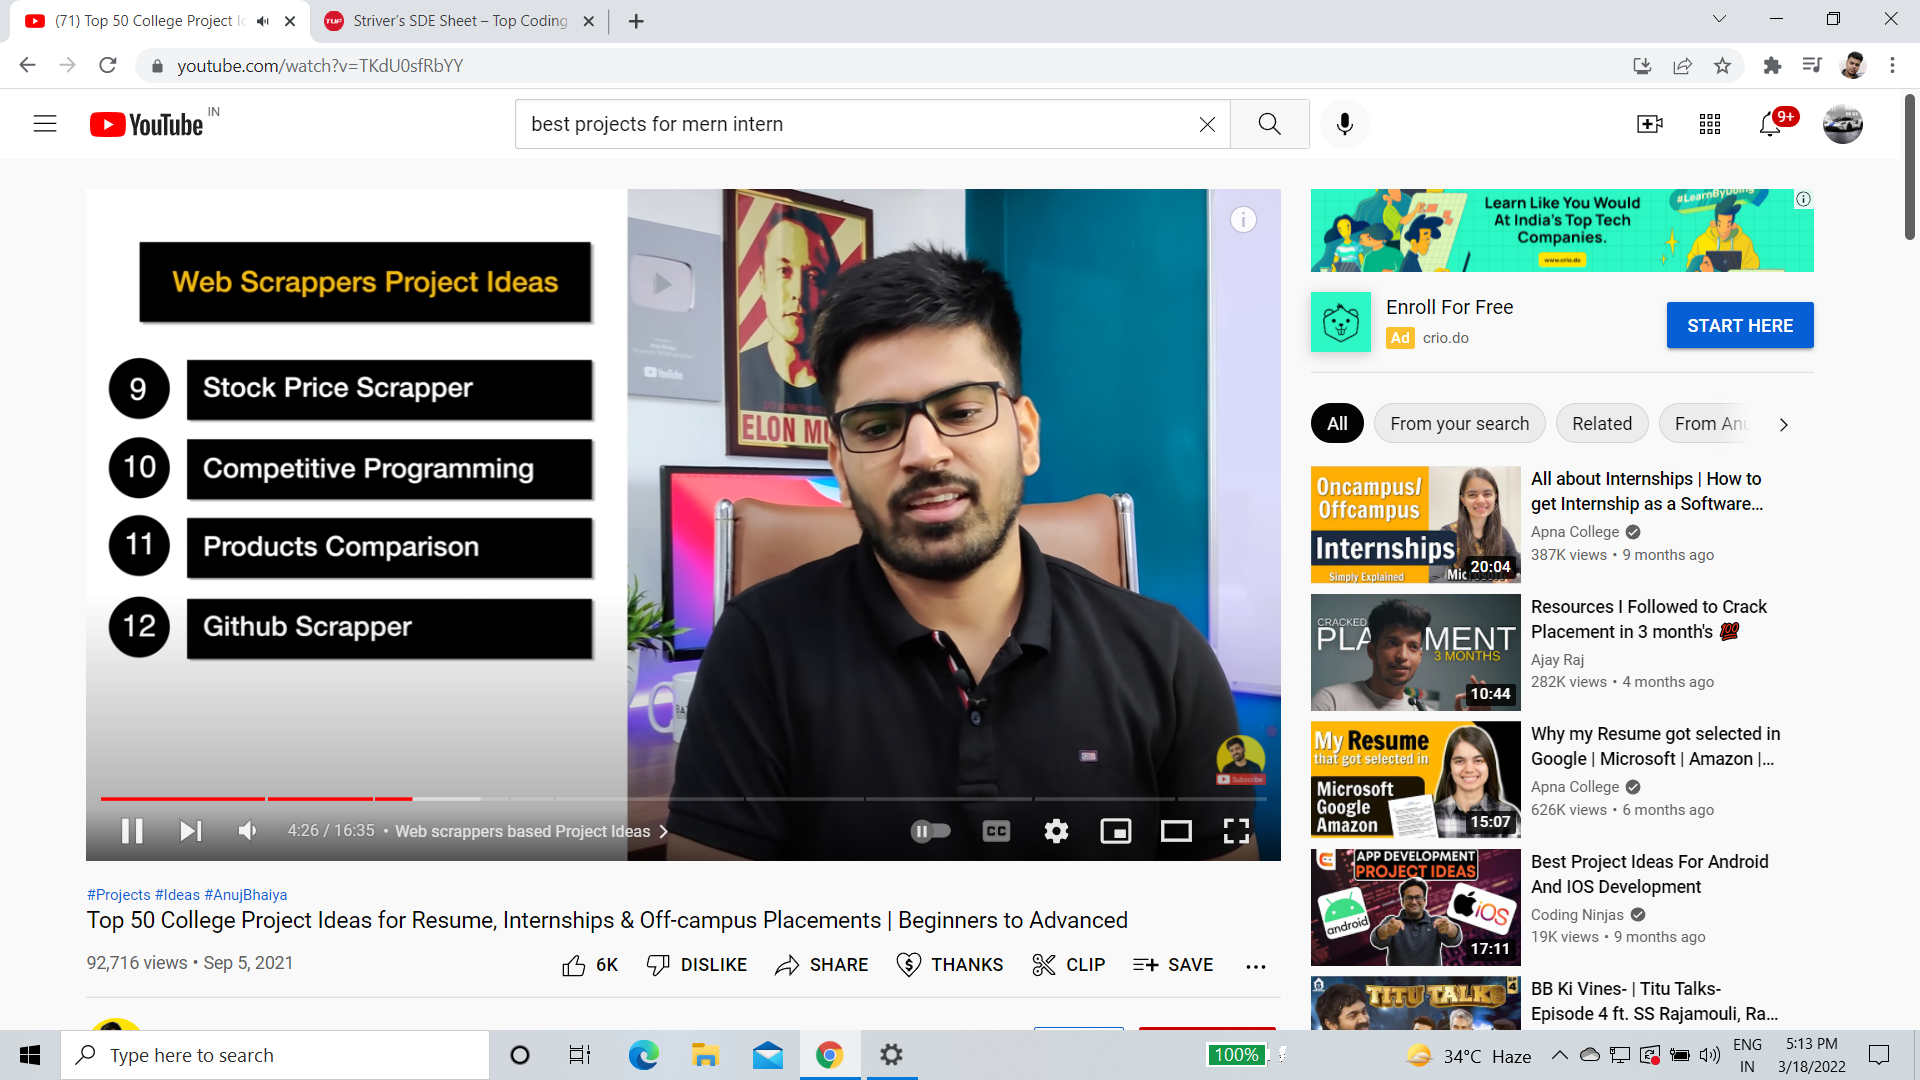 (71) Top 50 College Project Id
Striver's SDE Sheet – Top Coding
youtube.com/watch?v=TKdU0sfRbYY
YouTube IN
best projects for mern intern
9+
Web Scrappers Project Ideas
9 Stock Price Scrapper
10 Competitive Programming
11 Products Comparison
12 Github Scrapper
YouTube
ELON MU
Subscribe
4:26 / 16:35 • Web scrappers based Project Ideas
CC
#Projects #Ideas #AnujBhaiya
Top 50 College Project Ideas for Resume, Internships & Off-campus Placements | Beginners to Advanced
92,716 views • Sep 5, 2021
6K DISLIKE SHARE THANKS CLIP SAVE
Learn Like You Would
At India's Top Tech
Companies.
www.crio.do
#LearnByDoing
Enroll For Free
Ad crio.do
START HERE
All From your search Related From Anu
Oncampus/
Offcampus
Internships
Simply Explained
20:04
All about Internships | How to
get Internship as a Software...
Apna College
387K views • 9 months ago
CRACKED
PLACEMENT
3 MONTHS
10:44
Resources I Followed to Crack
Placement in 3 month's 💯
Ajay Raj
282K views • 4 months ago
My Resume
that got selected in
Microsoft
Google
Amazon
15:07
Why my Resume got selected in
Google | Microsoft | Amazon |...
Apna College
626K views • 6 months ago
APP DEVELOPMENT
PROJECT IDEAS
android
iOS
17:11
Best Project Ideas For Android
And IOS Development
Coding Ninjas
19K views • 9 months ago
TITU TALKS
EP 4
BB Ki Vines- | Titu Talks-
Episode 4 ft. SS Rajamouli, Ra...
Type here to search
100%
34°C Haze
ENG
IN
5:13 PM
3/18/2022